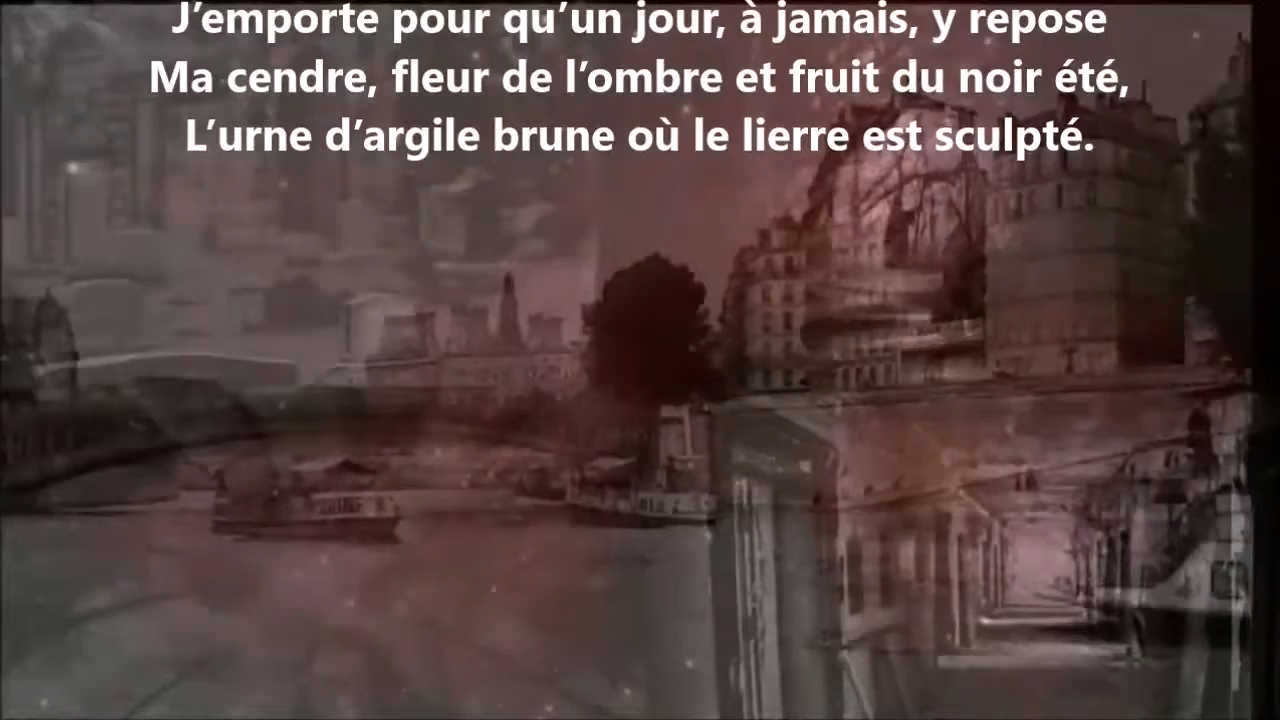 J’emporte pour qu’un jour, à jamais, y repose
Ma cendre, fleur de l’ombre et fruit du noir été,
L’urne d’argile brune où le lierre est sculpté.